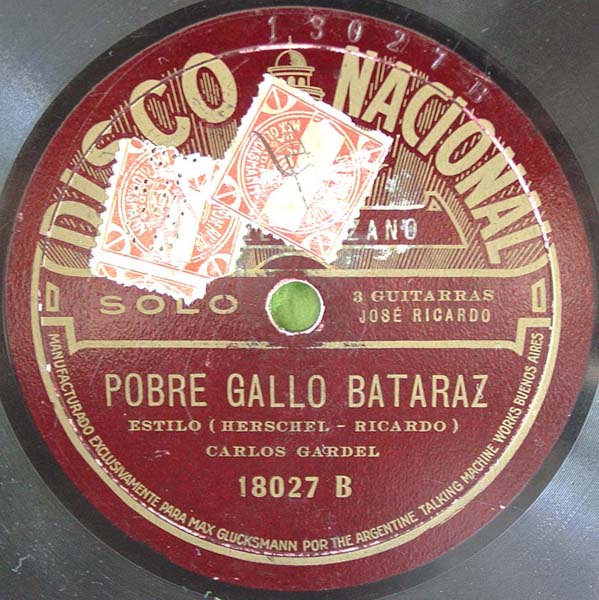 13027 B
DISCO NACIONAL
SOLO
3 GUITARRAS
JOSÉ RICARDO
POBRE GALLO BATARAZ
ESTILO (HERSCHEL - RICARDO)
CARLOS GARDEL
18027 B
MANUFACTURADO EXCLUSIVAMENTE PARA MAX GLUCKSMANN POR THE ARGENTINE TALKING MACHINE WORKS BUENOS AIRES